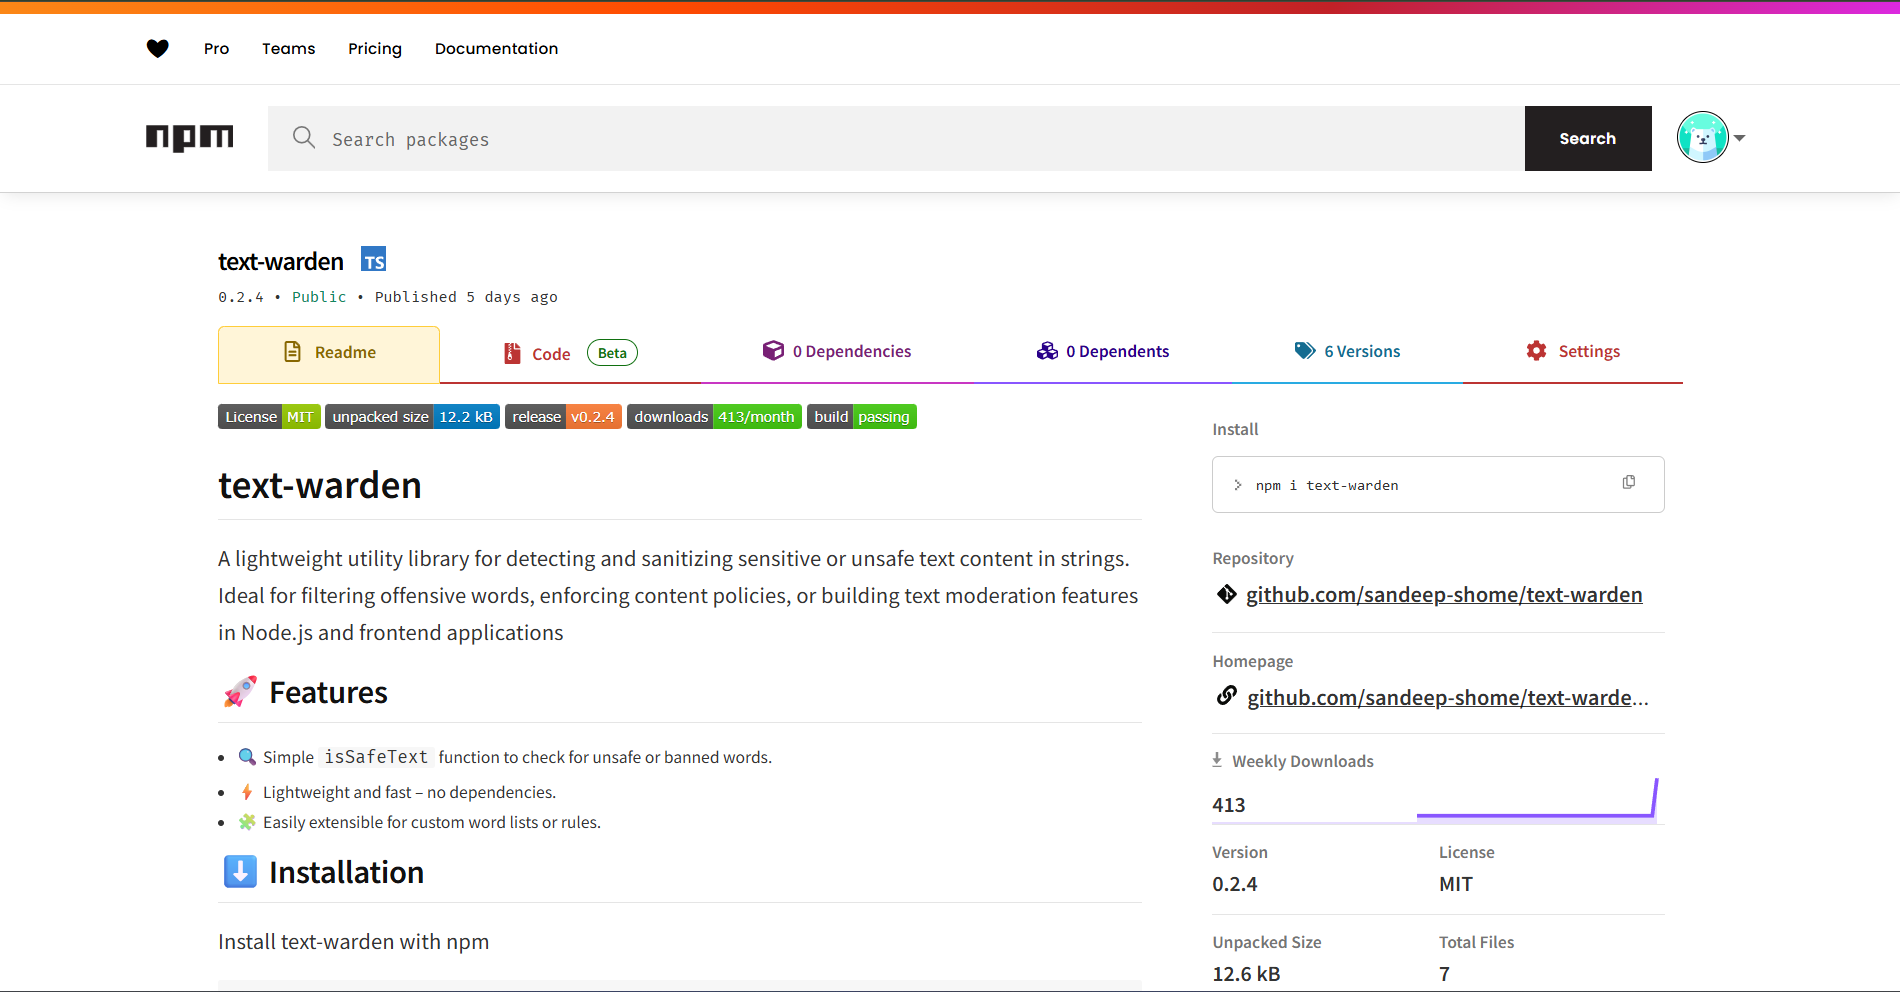 Pro Teams Pricing Documentation
npm Search packages Search
text-warden TS
0.2.4 • Public • Published 5 days ago
Readme Code Beta 0 Dependencies 0 Dependents 6 Versions Settings
License MIT unpacked size 12.2 kB release v0.2.4 downloads 413/month build passing
text-warden
A lightweight utility library for detecting and sanitizing sensitive or unsafe text content in strings.
Ideal for filtering offensive words, enforcing content policies, or building text moderation features
in Node.js and frontend applications
Features
• Simple isSafeText function to check for unsafe or banned words.
• Lightweight and fast – no dependencies.
• Easily extensible for custom word lists or rules.
Installation
Install text-warden with npm
Install
> npm i text-warden
Repository
github.com/sandeep-shome/text-warden
Homepage
github.com/sandeep-shome/text-warde...
Weekly Downloads
413
Version License
0.2.4 MIT
Unpacked Size Total Files
12.6 kB 7